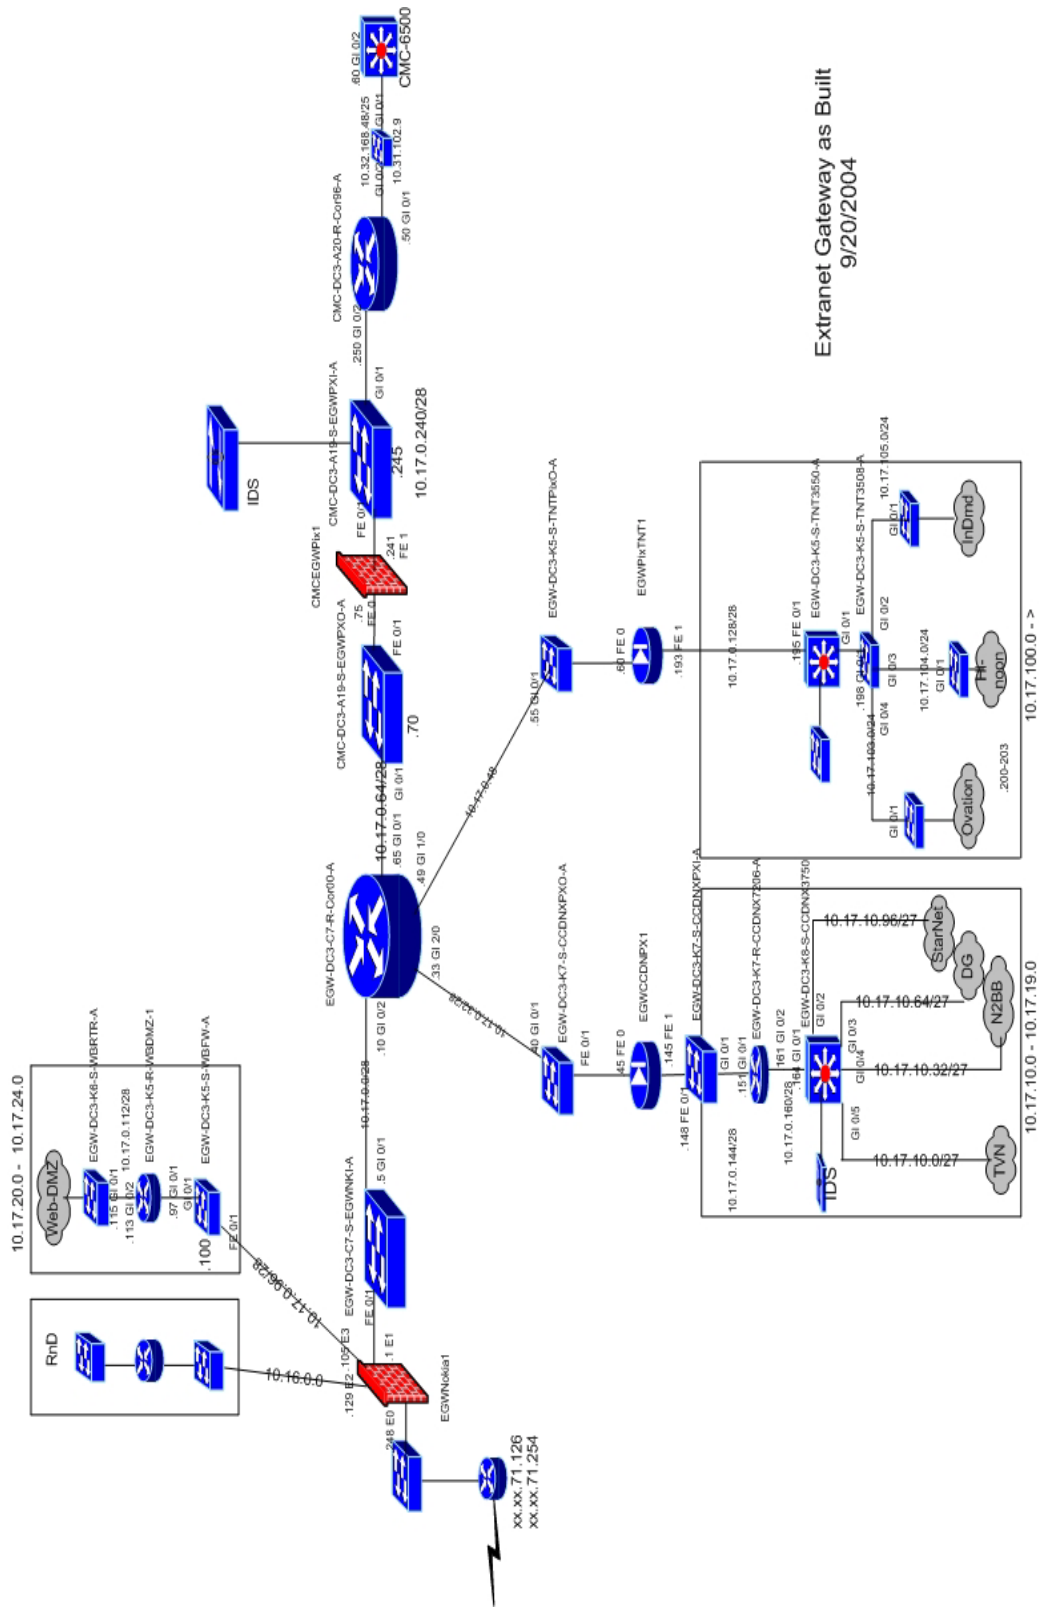 Extranet Gateway as Built
9/20/2004
.60 GI 0/2
CMC-6500
GI 0/1
10.32.168.48/25
10.31.102.9
GI 0/2
.50 GI 0/1
CMC-DC3-A20-R-Cor96-A
.250 GI 0/2
GI 0/1
CMC-DC3-A19-S-EGWPXI-A
.245
10.17.0.240/28
IDS
FE 0/1
.241
FE 1
CMCEGWPix1
.75
FE 0
FE 0/1
CMC-DC3-A19-S-EGWPXO-A
.70
10.17.0.64/28
GI 0/1
.65 GI 0/1
.49 GI 1/0
EGW-DC3-C7-R-Cor00-A
.33 GI 2/0
.10 GI 0/2
10.17.0.48
.55 GI 0/1
EGW-DC3-K5-S-TNTPixO-A
.60 FE 0
EGWPixTNT1
.193 FE 1
10.17.0.128/28
.195 FE 0/1
EGW-DC3-K5-S-TNT3550-A
GI 0/1
EGW-DC3-K5-S-TNT3508-A
.198 GI 0/1
GI 0/2
GI 0/3
GI 0/4
10.17.105.0/24
GI 0/1
InDmd
10.17.104.0/24
GI 0/1
Hi-
noon
10.17.103.0/24
GI 0/1
Ovation
.200-203
10.17.100.0 - >
10.17.0.32/28
.40 GI 0/1
EGW-DC3-K7-S-CCDNXPXO-A
FE 0/1
.45 FE 0
EGWCCDNPX1
.145 FE 1
EGW-DC3-K7-S-CCDNXPXI-A
.148 FE 0/1
GI 0/1
10.17.0.144/28
.151 GI 0/1
EGW-DC3-K7-R-CCDNX7206-A
.161 GI 0/2
10.17.0.160/28
.164 GI 0/1
EGW-DC3-K8-S-CCDNX3750
GI 0/2
GI 0/3
GI 0/4
GI 0/5
IDS
10.17.10.96/27
StarNet
10.17.10.64/27
DG
10.17.10.32/27
N2BB
10.17.10.0/27
TVN
10.17.10.0 - 10.17.19.0
10.17.0.0/28
.5 GI 0/1
EGW-DC3-C7-S-EGWNKI-A
FE 0/1
.1 E1
.105 E3
.129 E2
.248 E0
EGWNokia1
xx.xx.71.126
xx.xx.71.254
10.17.0.96/28
10.16.0.0
RnD
10.17.20.0 - 10.17.24.0
Web-DMZ
EGW-DC3-K6-S-WBRTR-A
.115 GI 0/1
10.17.0.112/28
.113 GI 0/2
EGW-DC3-K5-R-WBDMZ-1
.97 GI 0/1
GI 0/1
EGW-DC3-K5-S-WBFW-A
.100
FE 0/1